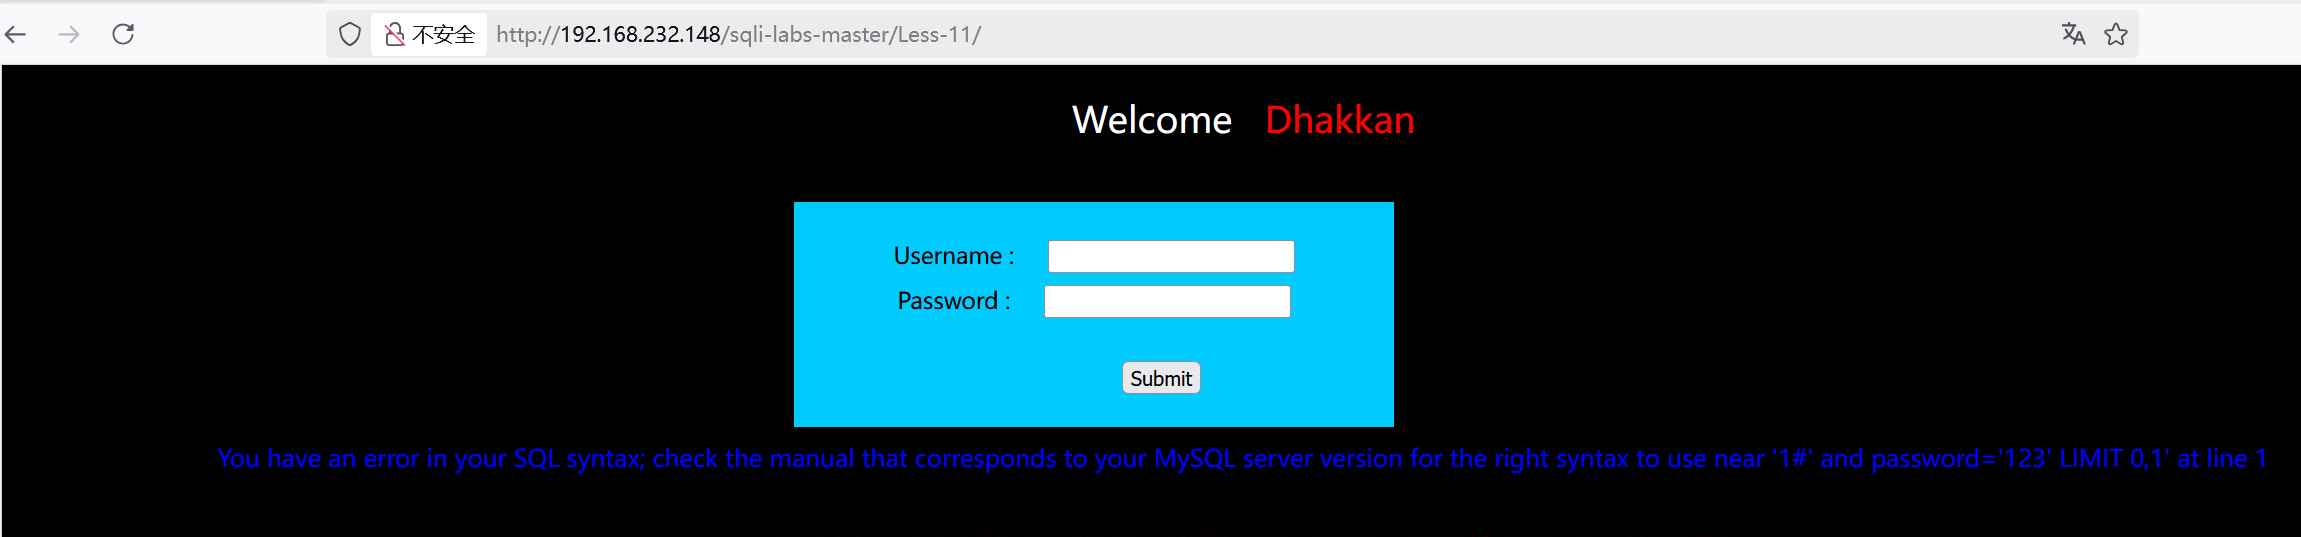 不安全 http://192.168.232.148/sqli-labs-master/Less-11/
Welcome Dhakkan
Username :
Password :
Submit
You have an error in your SQL syntax; check the manual that corresponds to your MySQL server version for the right syntax to use near '1#' and password='123' LIMIT 0,1' at line 1